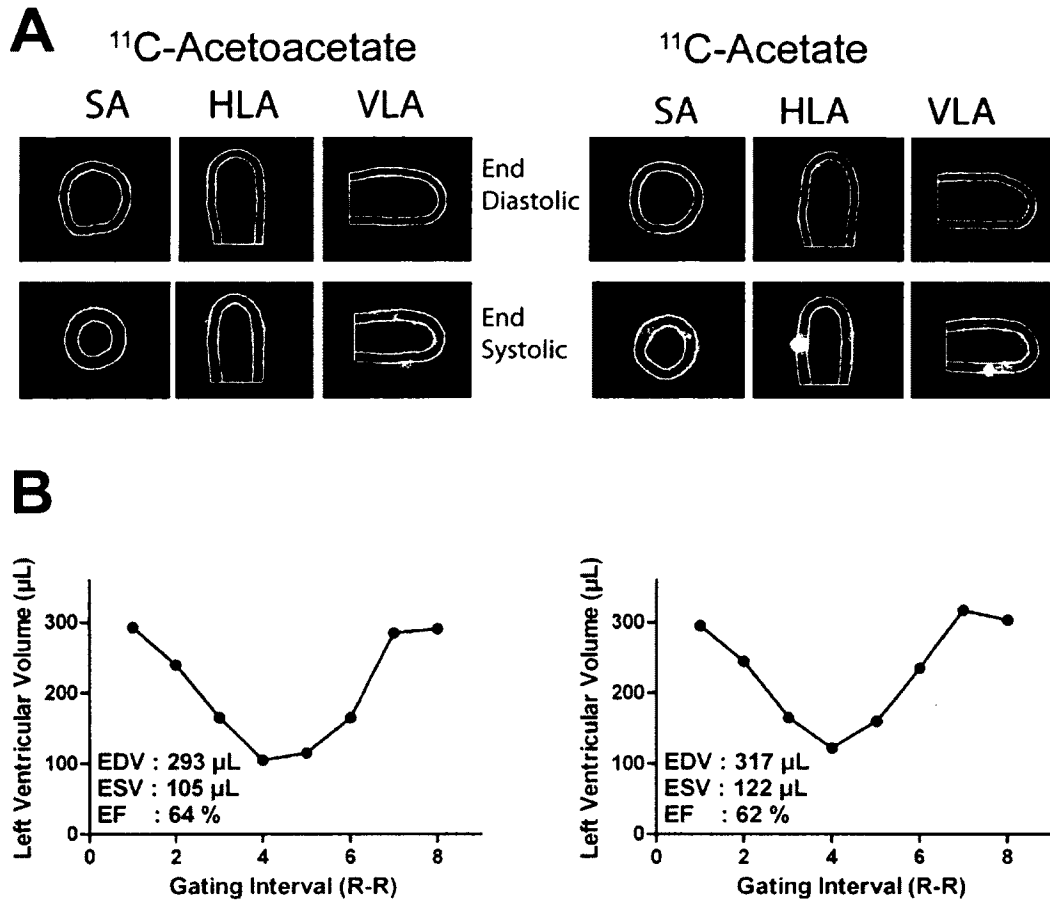 A
¹¹C-Acetoacetate
¹¹C-Acetate
SA HLA VLA
SA HLA VLA
End
Diastolic
End
Systolic
B
Left Ventricular Volume (µL)
300
200
100
0
EDV : 293 µL
ESV : 105 µL
EF : 64 %
0 2 4 6 8
Gating Interval (R-R)
Left Ventricular Volume (µL)
300
200
100
0
EDV : 317 µL
ESV : 122 µL
EF : 62 %
0 2 4 6 8
Gating Interval (R-R)